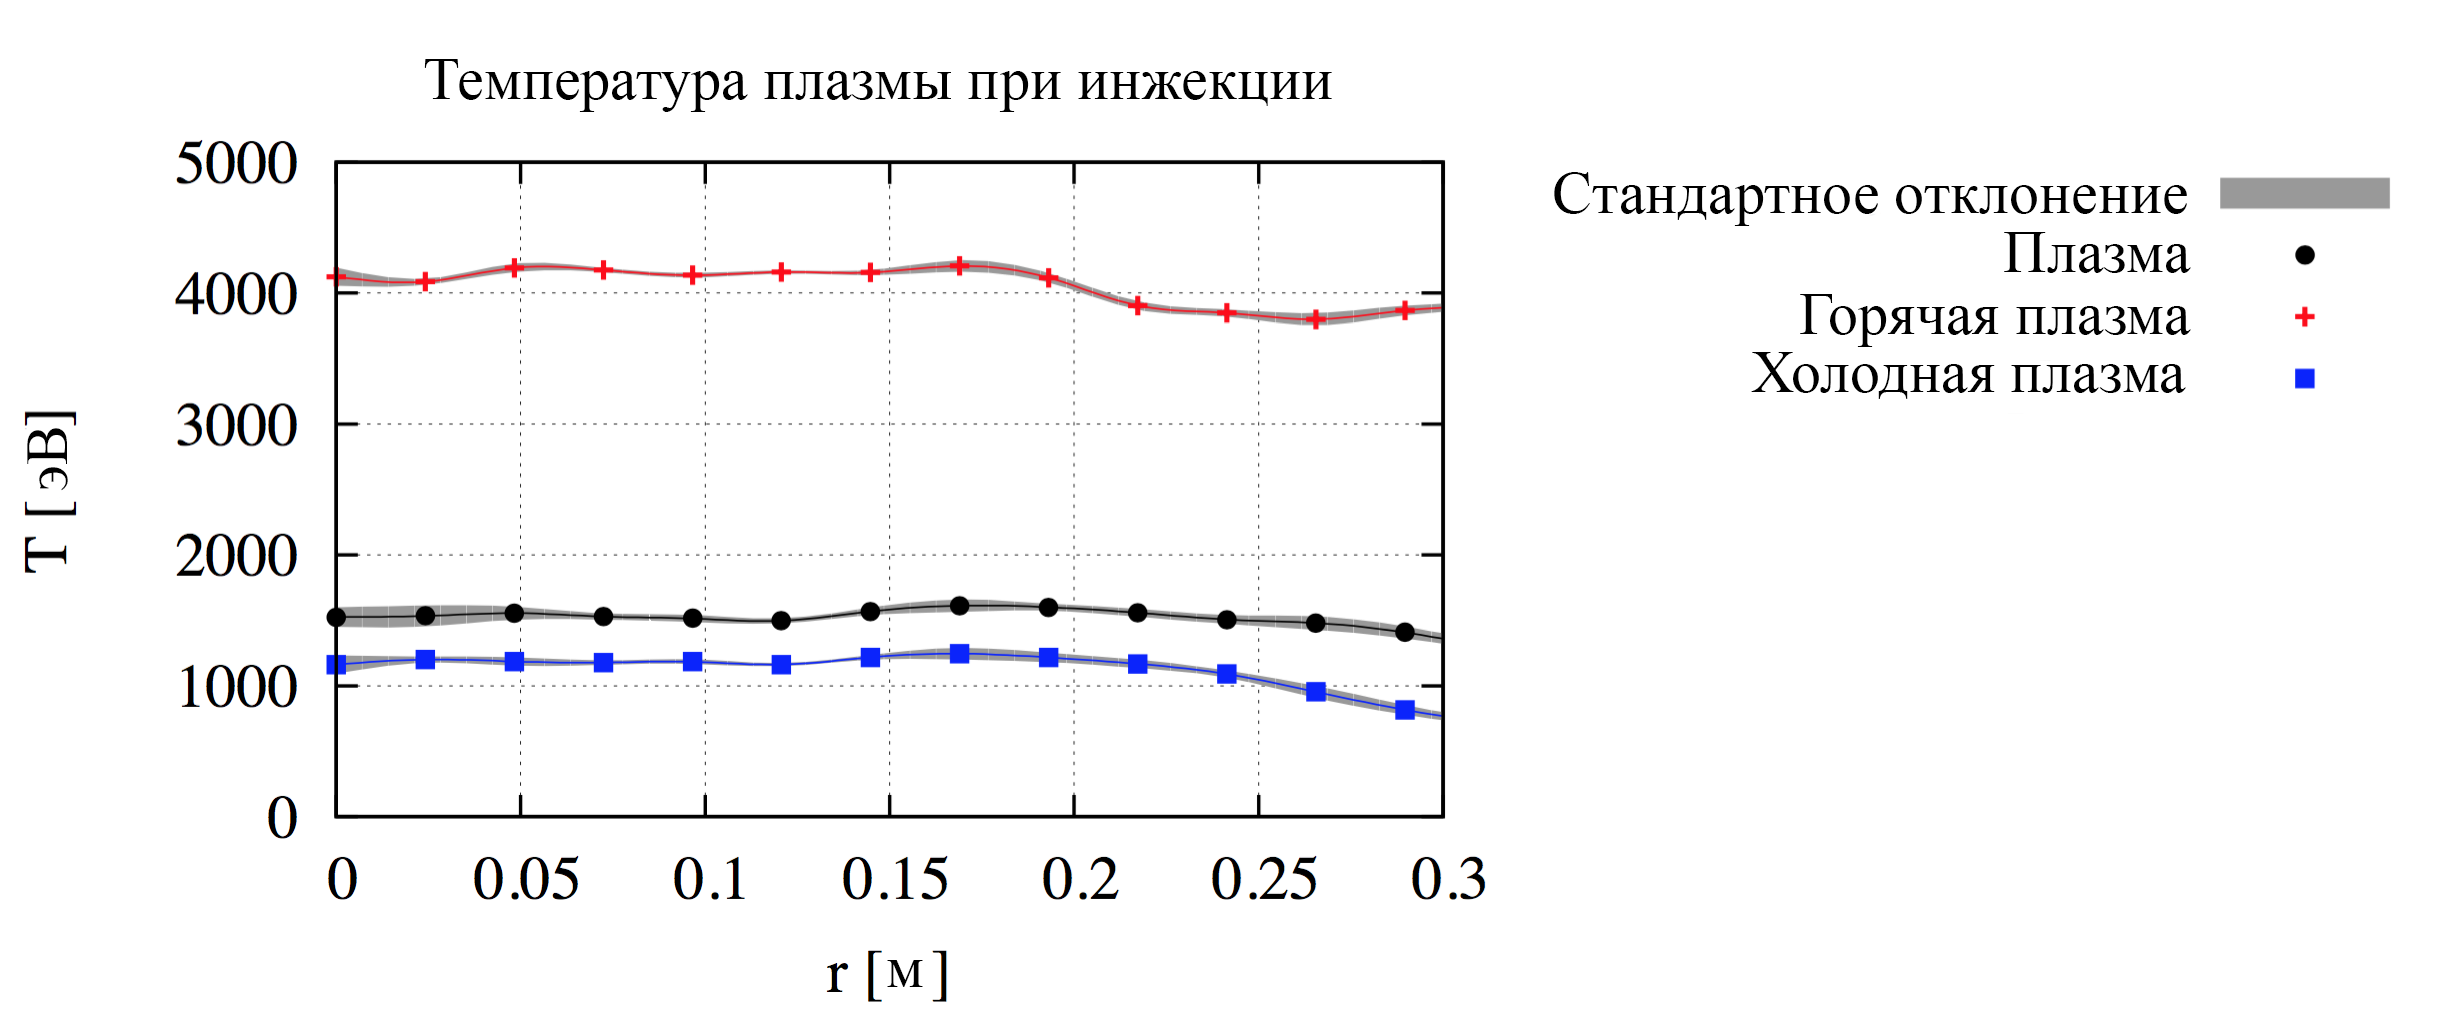 Температура плазмы при инжекции
5000
4000
3000
2000
1000
0
T [эВ]
0 0.05 0.1 0.15 0.2 0.25 0.3
r [м]
Стандартное отклонение
Плазма
Горячая плазма
Холодная плазма